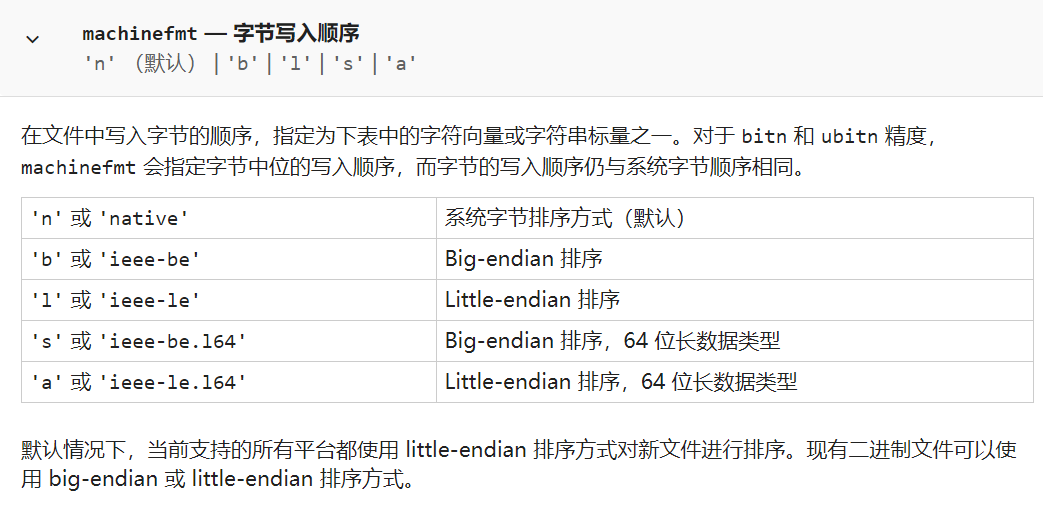 machinefmt — 字节写入顺序
'n' （默认） | 'b' | 'l' | 's' | 'a'
在文件中写入字节的顺序，指定为下表中的字符向量或字符串标量之一。对于 bitn 和 ubitn 精度，
machinefmt 会指定字节中位的写入顺序，而字节的写入顺序仍与系统字节顺序相同。
'n' 或 'native' 系统字节排序方式（默认）
'b' 或 'ieee-be' Big-endian 排序
'l' 或 'ieee-le' Little-endian 排序
's' 或 'ieee-be.l64' Big-endian 排序，64 位长数据类型
'a' 或 'ieee-le.l64' Little-endian 排序，64 位长数据类型
默认情况下，当前支持的所有平台都使用 little-endian 排序方式对新文件进行排序。现有二进制文件可以使
用 big-endian 或 little-endian 排序方式。